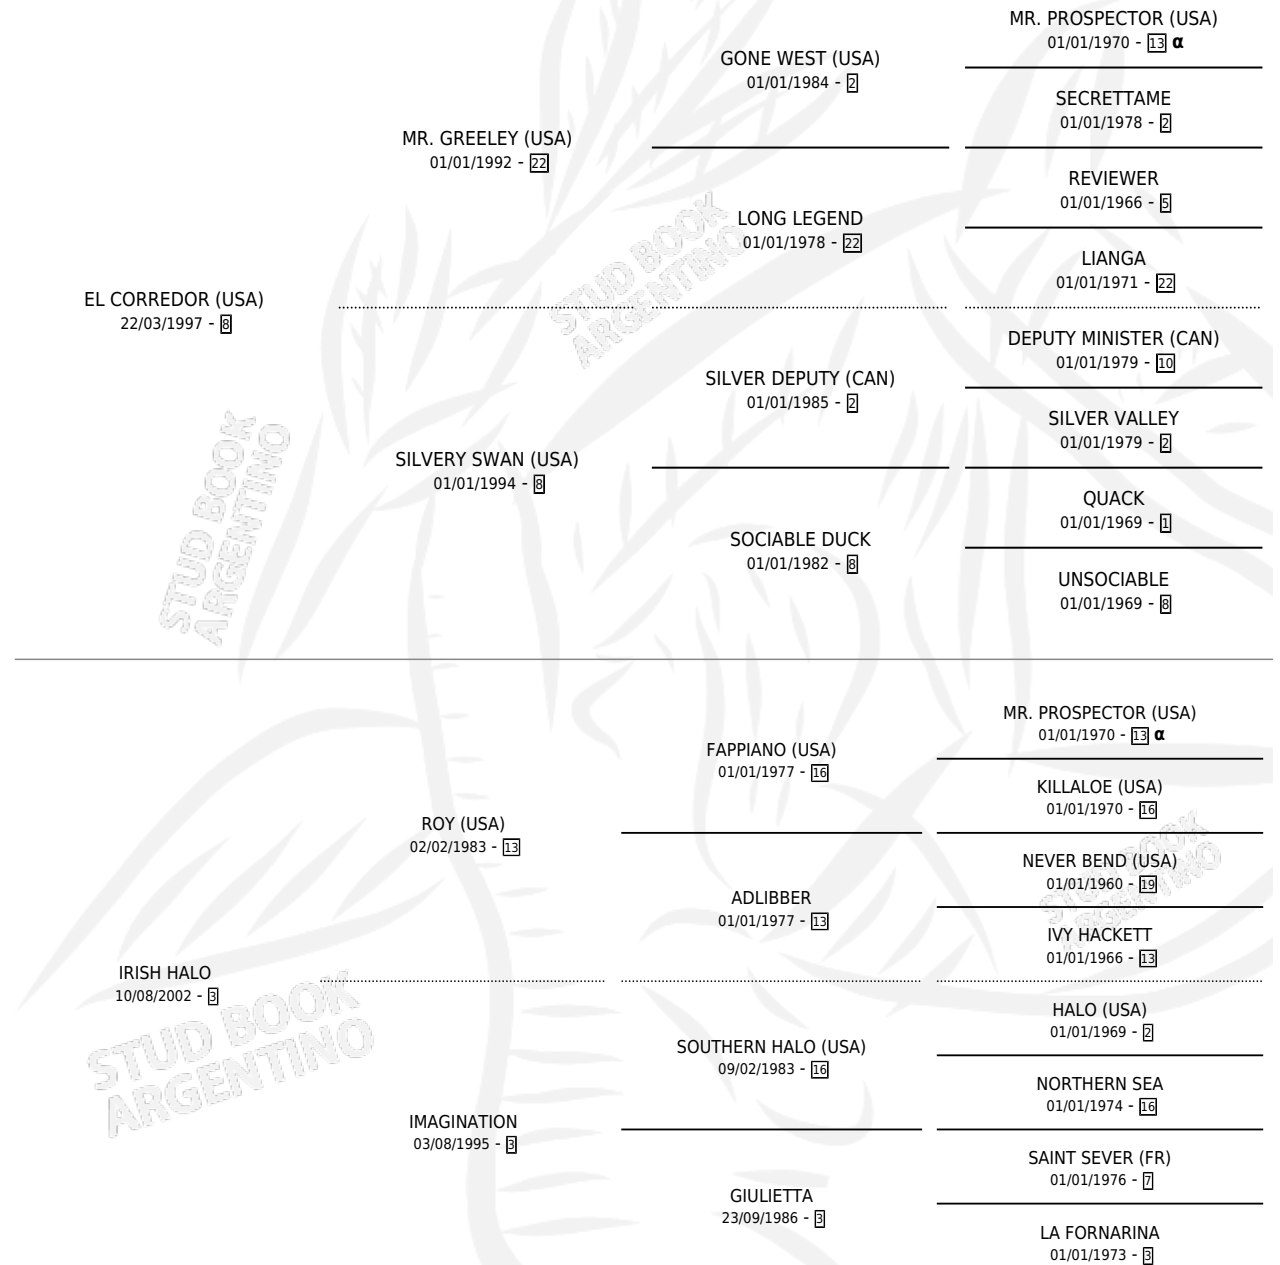 MR. PROSPECTOR (USA)
01/01/1970 - 13 α
GONE WEST (USA)
01/01/1984 - 2
SECRETTAME
01/01/1978 - 2
MR. GREELEY (USA)
01/01/1992 - 22
REVIEWER
01/01/1966 - 5
LONG LEGEND
01/01/1978 - 22
LIANGA
01/01/1971 - 22
EL CORREDOR (USA)
22/03/1997 - 8
DEPUTY MINISTER (CAN)
01/01/1979 - 10
SILVER DEPUTY (CAN)
01/01/1985 - 2
SILVER VALLEY
01/01/1979 - 2
SILVERY SWAN (USA)
01/01/1994 - 8
QUACK
01/01/1969 - 1
SOCIABLE DUCK
01/01/1982 - 8
UNSOCIABLE
01/01/1969 - 8
MR. PROSPECTOR (USA)
01/01/1970 - 13 α
FAPPIANO (USA)
01/01/1977 - 16
KILLALOE (USA)
01/01/1970 - 16
ROY (USA)
02/02/1983 - 13
NEVER BEND (USA)
01/01/1960 - 19
ADLIBBER
01/01/1977 - 13
IVY HACKETT
01/01/1966 - 13
IRISH HALO
10/08/2002 - 3
HALO (USA)
01/01/1969 - 2
SOUTHERN HALO (USA)
09/02/1983 - 16
NORTHERN SEA
01/01/1974 - 16
IMAGINATION
03/08/1995 - 3
SAINT SEVER (FR)
01/01/1976 - 7
GIULIETTA
23/09/1986 - 3
LA FORNARINA
01/01/1973 - 3
STUD BOOK
ARGENTINO
STUD BOOK
ARGENTINO
STUD BOOK
ARGENTINO
STUD BOOK
ARGENTINO